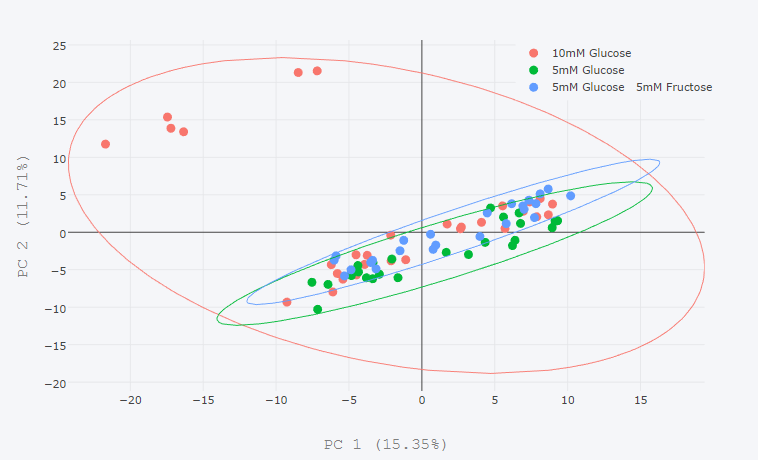 10mM Glucose
5mM Glucose
5mM Glucose 5mM Fructose
25
20
15
10
5
0
−5
−10
−15
−20
PC 2 (11.71%)
−20 −15 −10 −5 0 5 10 15
PC 1 (15.35%)